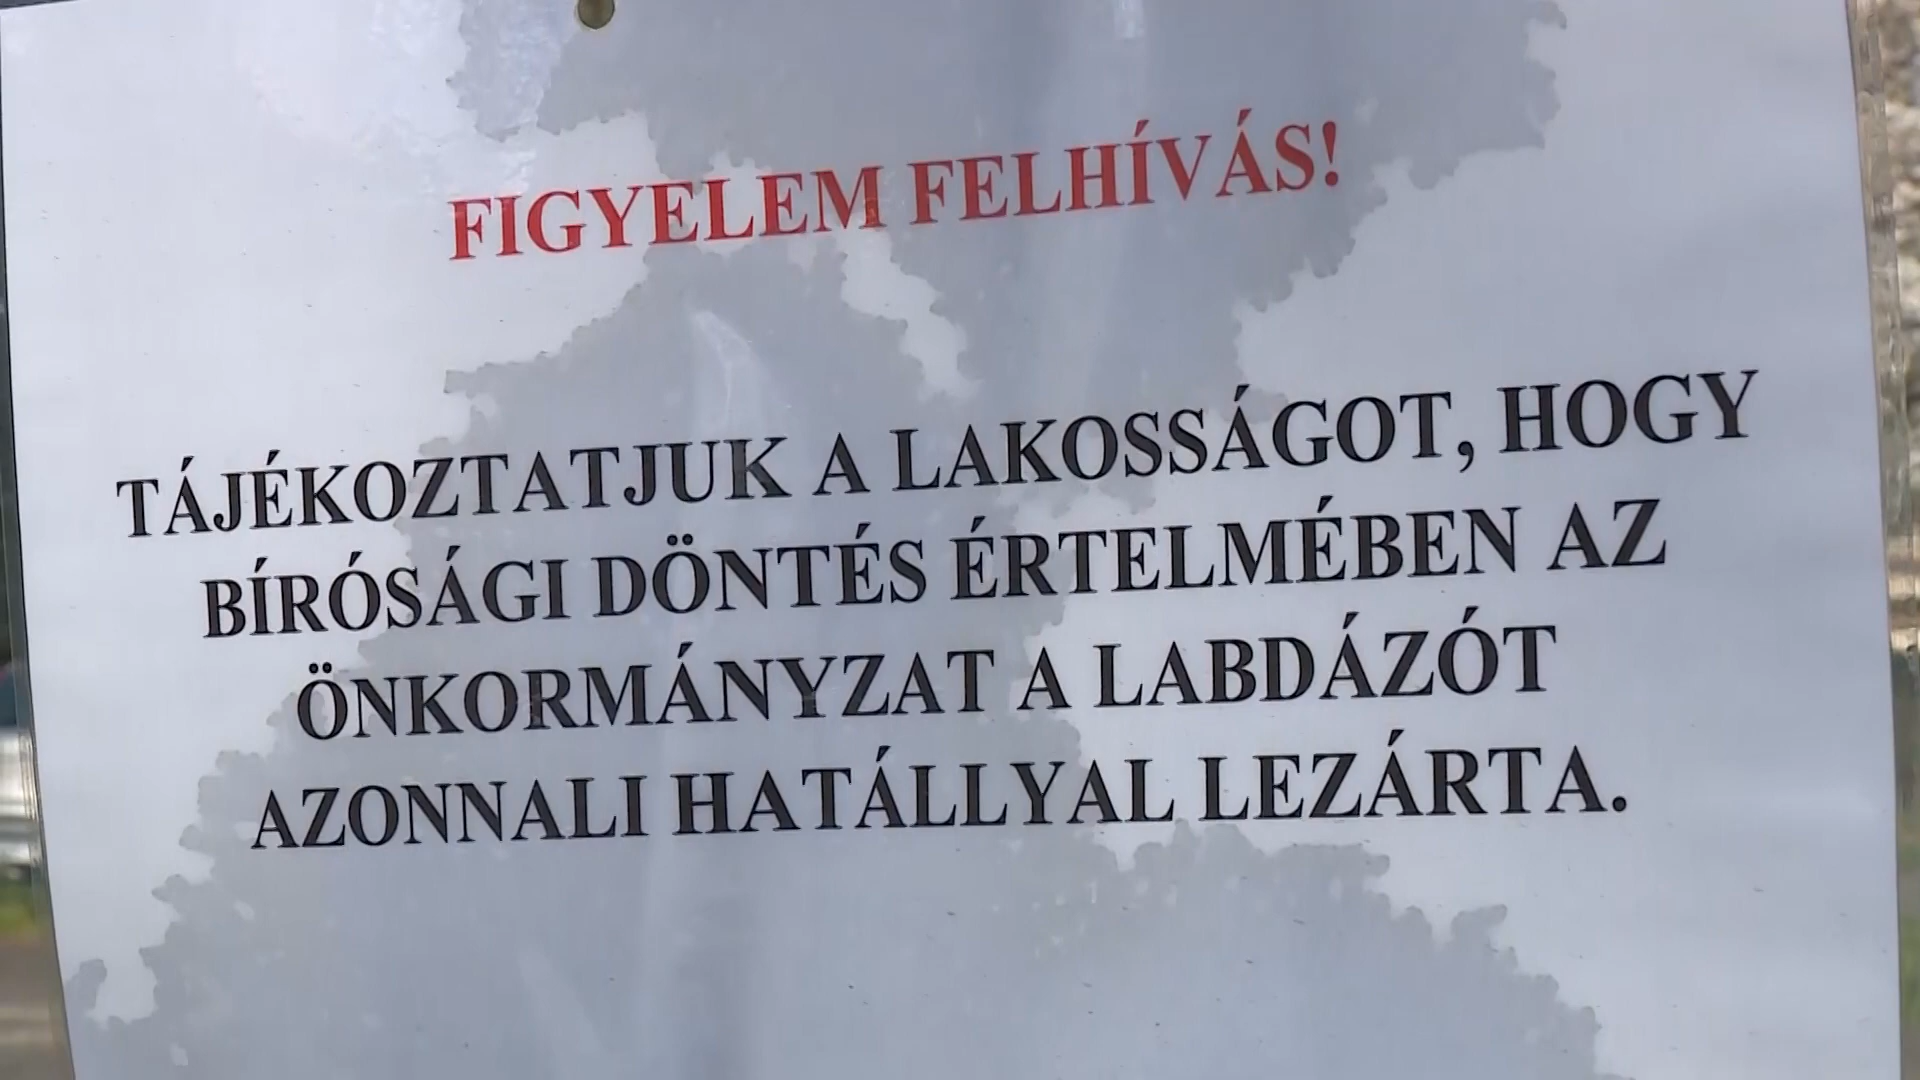 FIGYELEM FELHÍVÁS!
TÁJÉKOZTATJUK A LAKOSSÁGOT, HOGY
BÍRÓSÁGI DÖNTÉS ÉRTELMÉBEN AZ
ÖNKORMÁNYZAT A LABDÁZÓT
AZONNALI HATÁLLYAL LEZÁRTA.